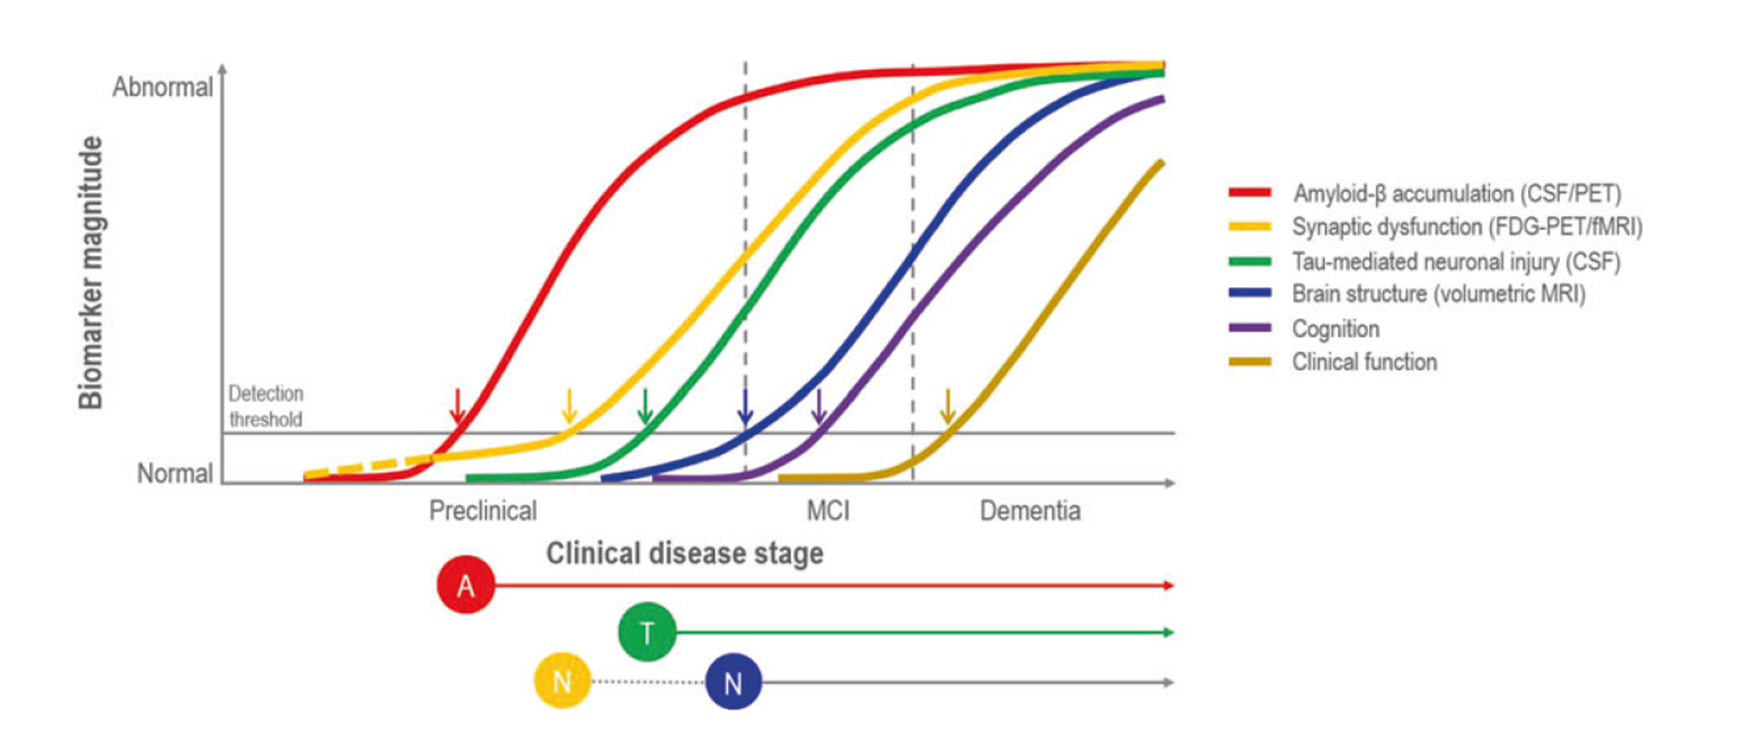 Abnormal
Biomarker magnitude
Detection
threshold
Normal
Preclinical
MCI
Dementia
Clinical disease stage
Amyloid-β accumulation (CSF/PET)
Synaptic dysfunction (FDG-PET/fMRI)
Tau-mediated neuronal injury (CSF)
Brain structure (volumetric MRI)
Cognition
Clinical function
A
T
N
N